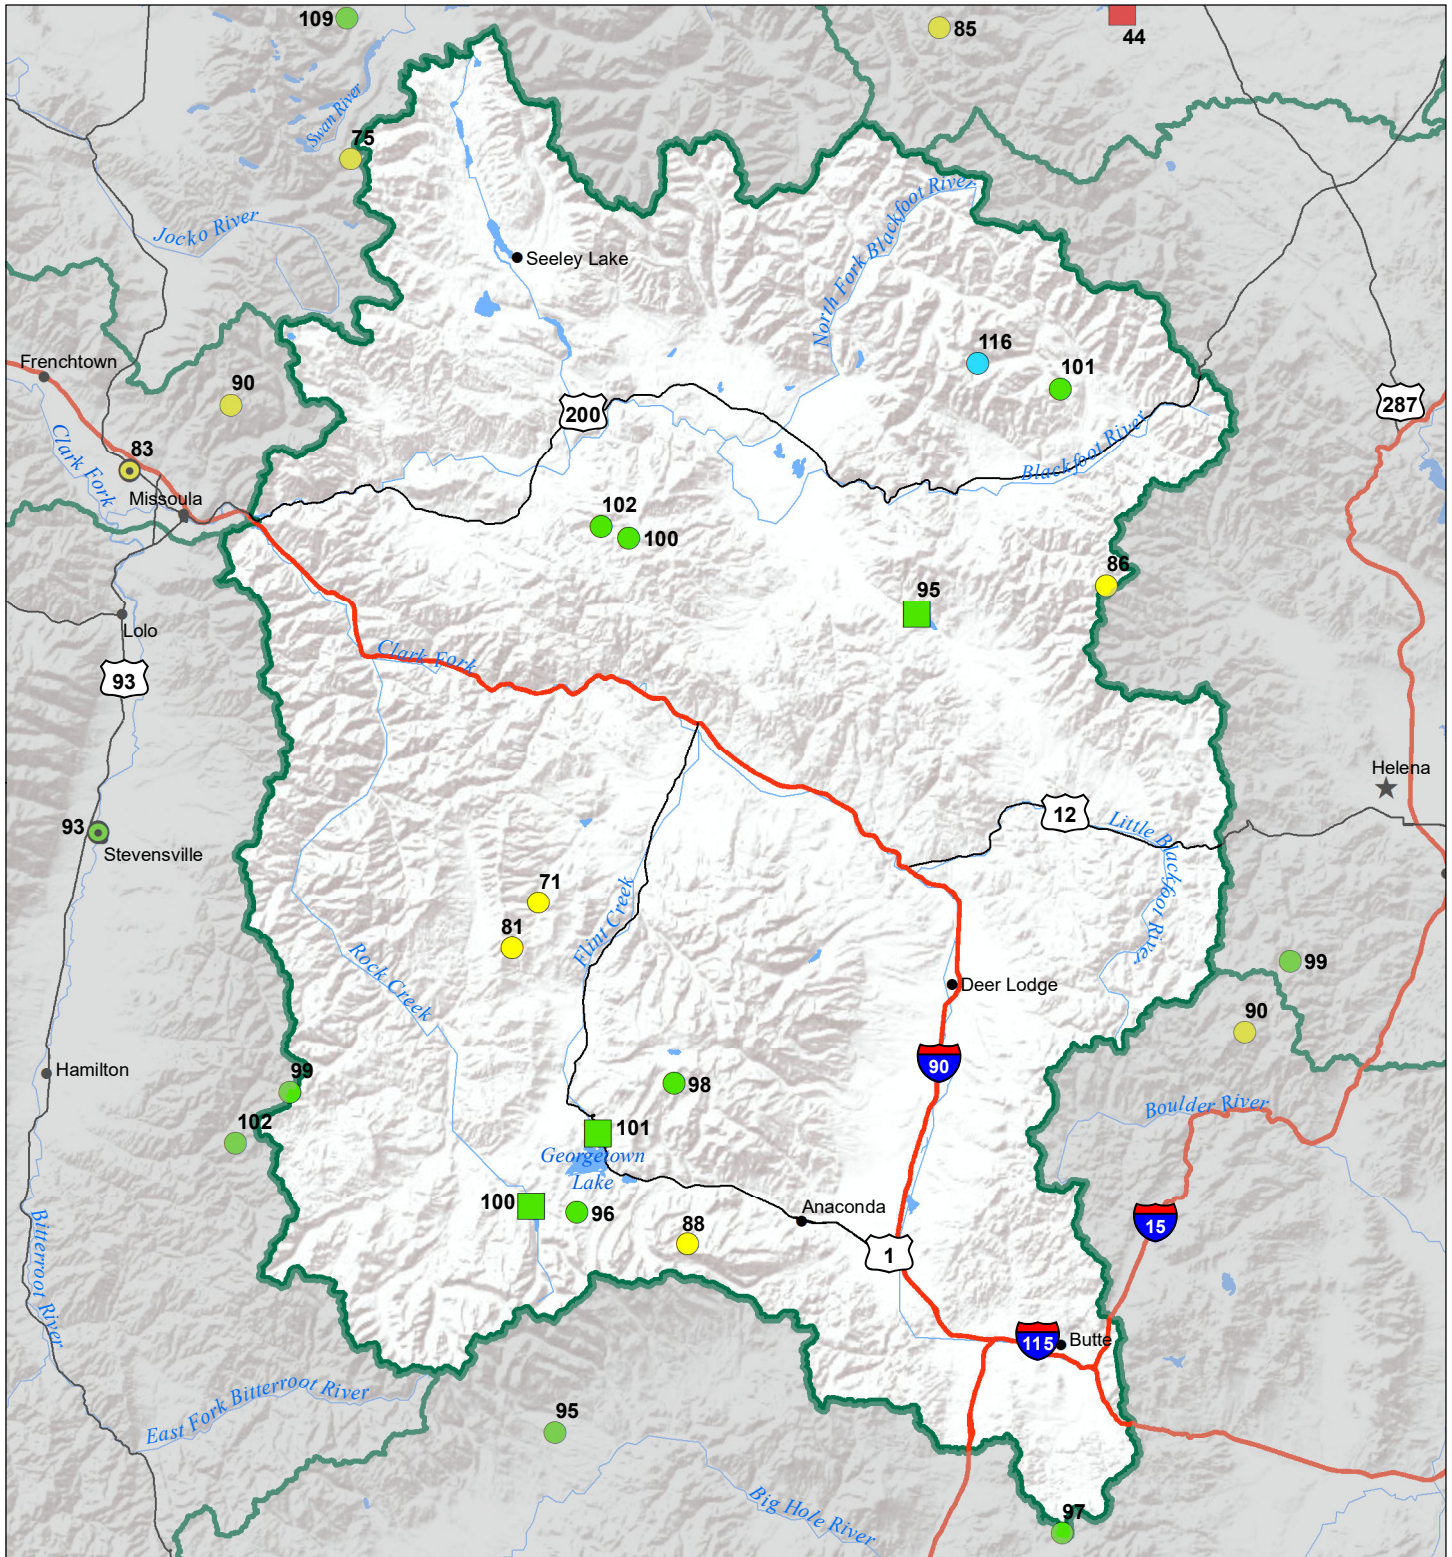 109
85
44
Swan River
75
Jocko River
North Fork Blackfoot River
Seeley Lake
116
101
Frenchtown
90
200
287
Clark Fork
83
Missoula
Blackfoot River
102
100
86
95
Lolo
Clark Fork
93
Helena
12
Little Blackfoot River
93
Stevensville
71
Flint Creek
81
Rock Creek
99
Deer Lodge
90
Hamilton
99
90
98
Boulder River
102
101
Georgetown
Lake
100
96
Anaconda
88
15
1
Bitterroot River
115
Butte
East Fork Bitterroot River
95
Big Hole River
97